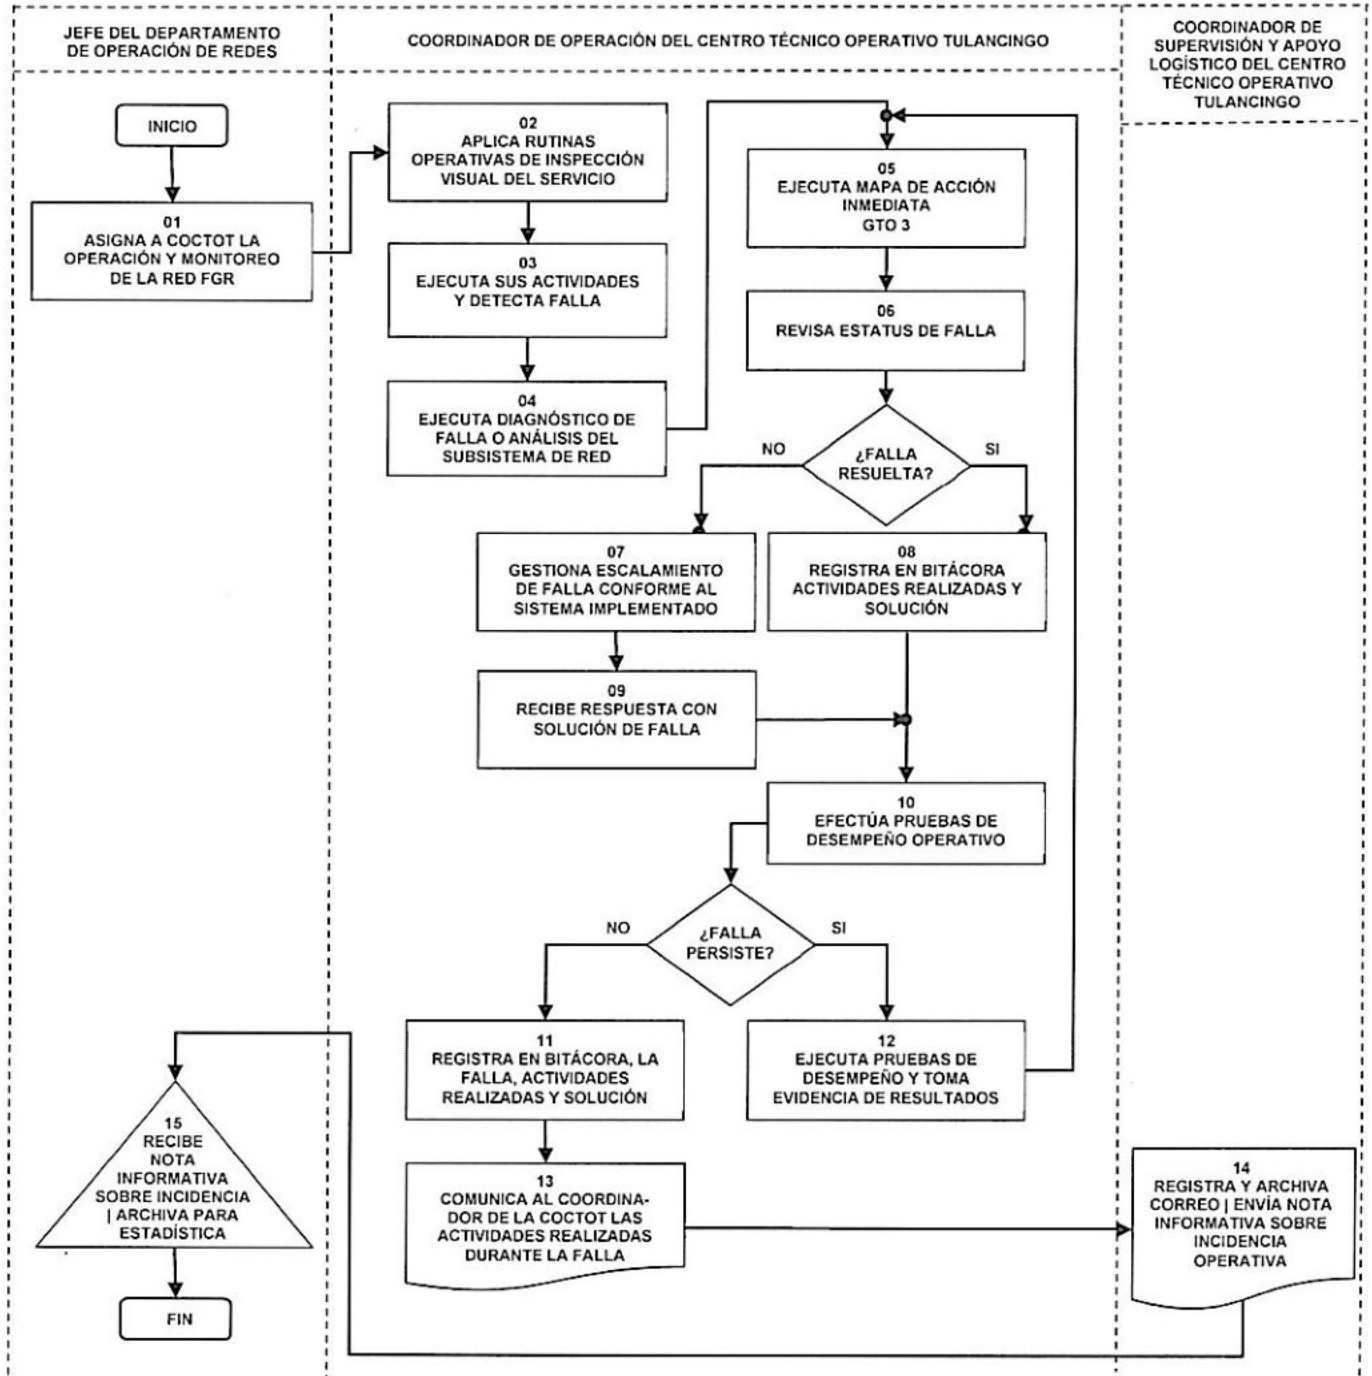 JEFE DEL DEPARTAMENTO
DE OPERACIÓN DE REDES
COORDINADOR DE OPERACIÓN DEL CENTRO TÉCNICO OPERATIVO TULANCINGO
COORDINADOR DE
SUPERVISIÓN Y APOYO
LOGÍSTICO DEL CENTRO
TÉCNICO OPERATIVO
TULANCINGO
INICIO
01
ASIGNA A COCTOT LA
OPERACIÓN Y MONITOREO
DE LA RED FGR
02
APLICA RUTINAS
OPERATIVAS DE INSPECCIÓN
VISUAL DEL SERVICIO
03
EJECUTA SUS ACTIVIDADES
Y DETECTA FALLA
04
EJECUTA DIAGNÓSTICO DE
FALLA O ANÁLISIS DEL
SUBSISTEMA DE RED
05
EJECUTA MAPA DE ACCIÓN
INMEDIATA
GTO 3
06
REVISA ESTATUS DE FALLA
NO
¿FALLA
RESUELTA?
SI
07
GESTIONA ESCALAMIENTO
DE FALLA CONFORME AL
SISTEMA IMPLEMENTADO
08
REGISTRA EN BITÁCORA
ACTIVIDADES REALIZADAS Y
SOLUCIÓN
09
RECIBE RESPUESTA CON
SOLUCIÓN DE FALLA
10
EFECTÚA PRUEBAS DE
DESEMPEÑO OPERATIVO
NO
¿FALLA
PERSISTE?
SI
11
REGISTRA EN BITÁCORA, LA
FALLA, ACTIVIDADES
REALIZADAS Y SOLUCIÓN
12
EJECUTA PRUEBAS DE
DESEMPEÑO Y TOMA
EVIDENCIA DE RESULTADOS
13
COMUNICA AL COORDINA-
DOR DE LA COCTOT LAS
ACTIVIDADES REALIZADAS
DURANTE LA FALLA
14
REGISTRA Y ARCHIVA
CORREO | ENVÍA NOTA
INFORMATIVA SOBRE
INCIDENCIA
OPERATIVA
15
RECIBE
NOTA
INFORMATIVA
SOBRE INCIDENCIA
| ARCHIVA PARA
ESTADÍSTICA
FIN